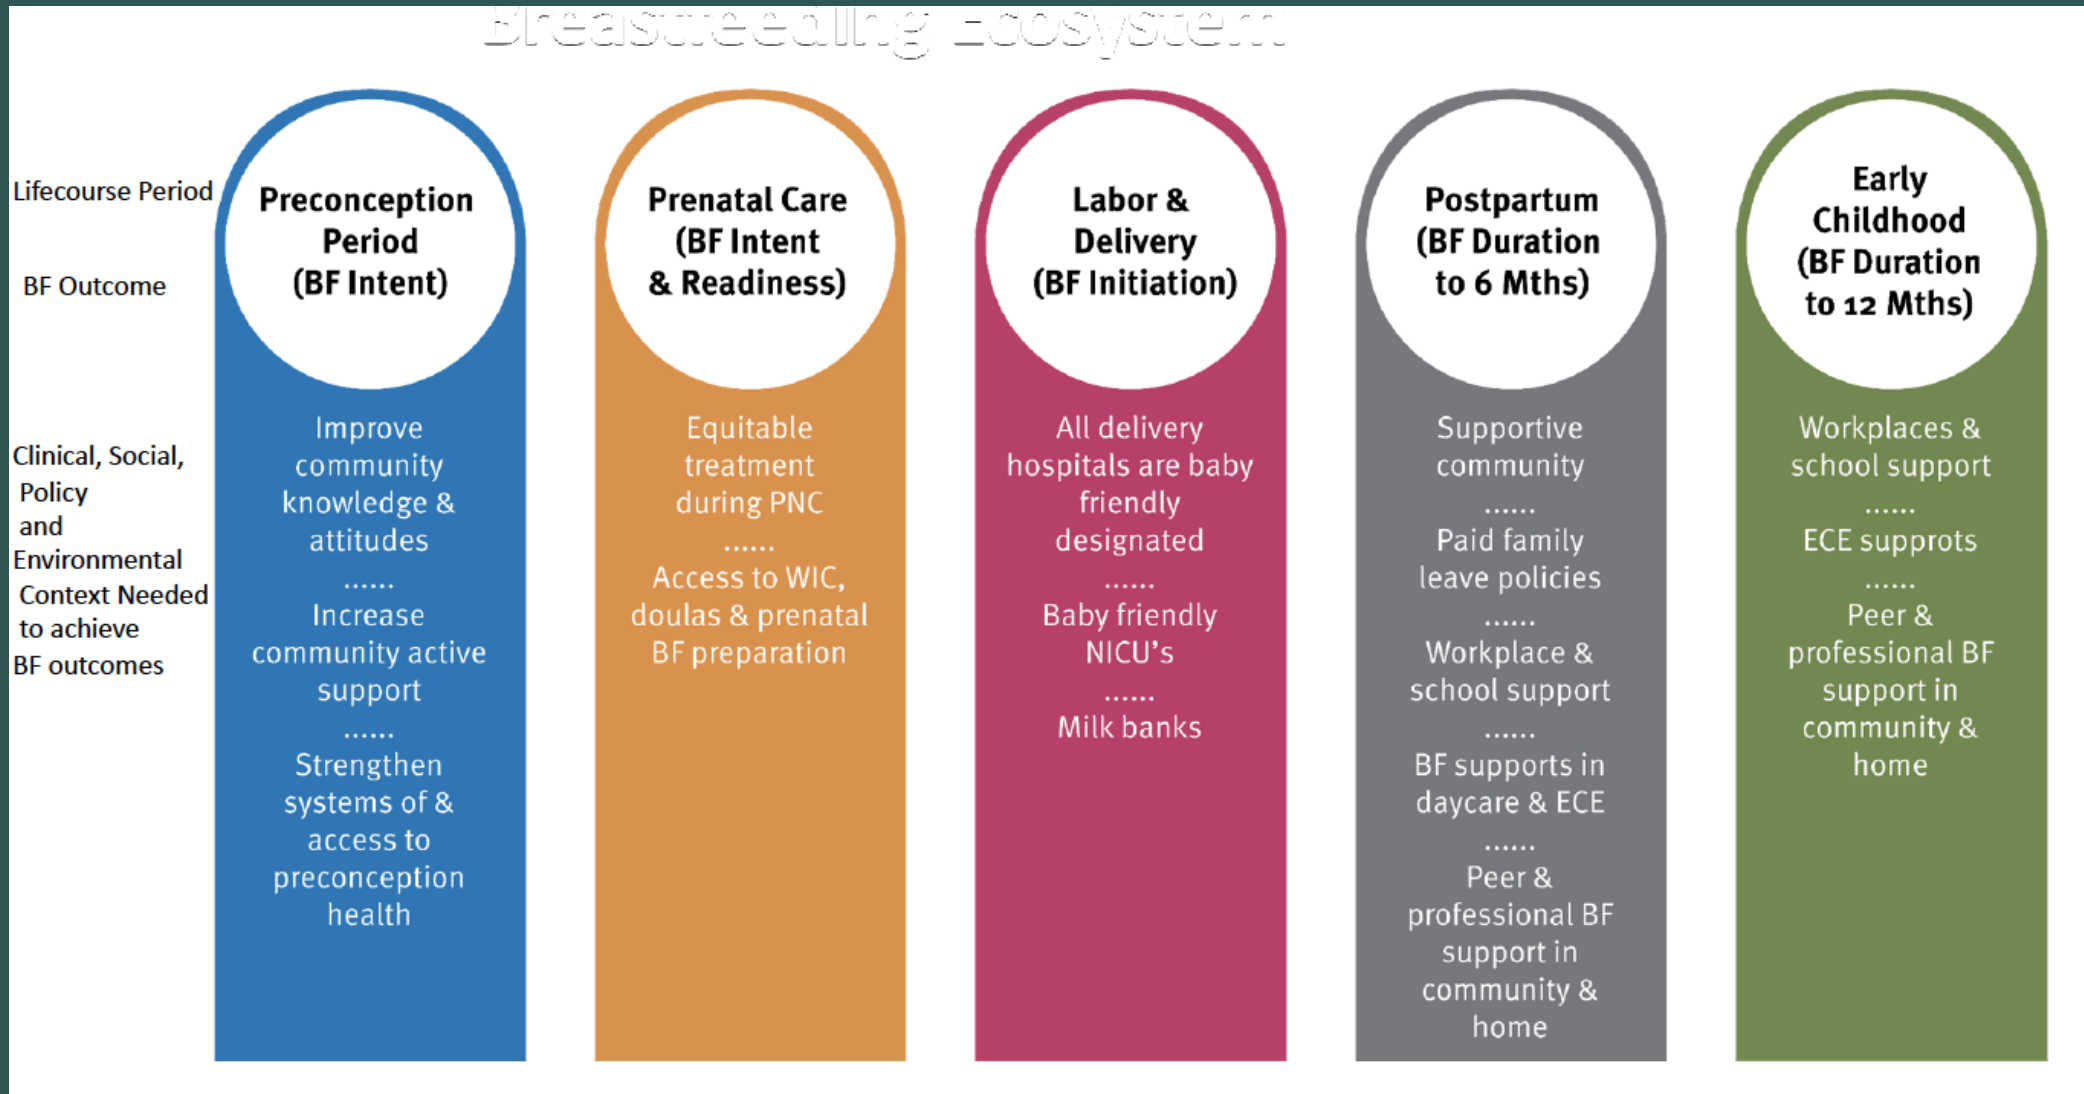 Breastfeeding Ecosystem
Lifecourse Period
BF Outcome
Clinical, Social,
Policy
and
Environmental
Context Needed
to achieve
BF outcomes
Preconception
Period
(BF Intent)
Improve
community
knowledge &
attitudes
......
Increase
community active
support
......
Strengthen
systems of &
access to
preconception
health
Prenatal Care
(BF Intent
& Readiness)
Equitable
treatment
during PNC
......
Access to WIC,
doulas & prenatal
BF preparation
Labor &
Delivery
(BF Initiation)
All delivery
hospitals are baby
friendly
designated
......
Baby friendly
NICU's
......
Milk banks
Postpartum
(BF Duration
to 6 Mths)
Supportive
community
......
Paid family
leave policies
......
Workplace &
school support
......
BF supports in
daycare & ECE
......
Peer &
professional BF
support in
community &
home
Early
Childhood
(BF Duration
to 12 Mths)
Workplaces &
school support
......
ECE supprots
......
Peer &
professional BF
support in
community &
home